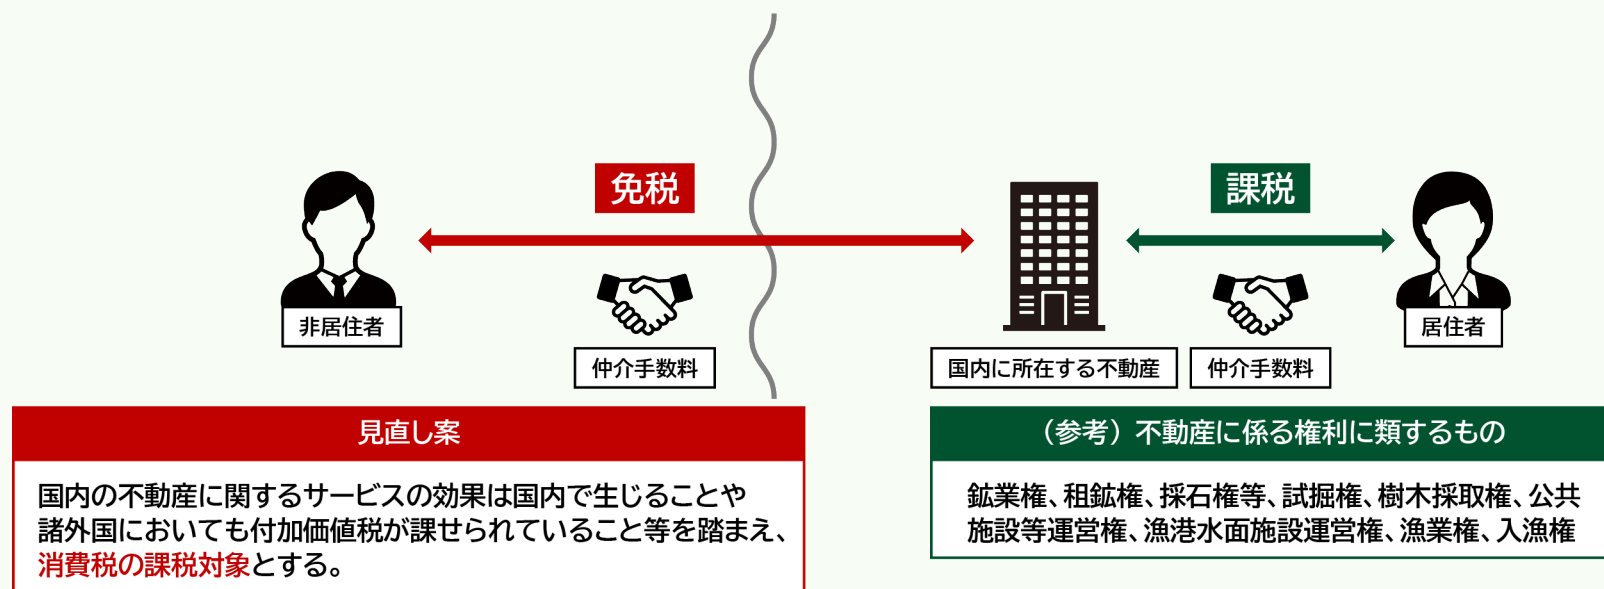 免税
課税
非居住者
居住者
仲介手数料
国内に所在する不動産
仲介手数料
見直し案
国内の不動産に関するサービスの効果は国内で生じることや
諸外国においても付加価値税が課せられていること等を踏まえ、
消費税の課税対象とする。
（参考）不動産に係る権利に類するもの
鉱業権、租鉱権、採石権等、試掘権、樹木採取権、公共
施設等運営権、漁港水面施設運営権、漁業権、入漁権